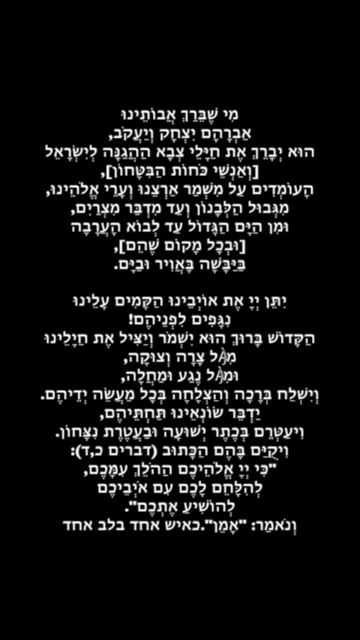 מִי שֶׁבֵּרַךְ אֲבוֹתֵינוּ
אַבְרָהָם יִצְחָק וְיַעֲקֹב,
הוּא יְבָרֵךְ אֶת חַיָּלֵי צְבָא הַהֲגַנָּה לְיִשְׂרָאֵל
[וְאַנְשֵׁי כֹּחוֹת הַבִּטָּחוֹן],
הָעוֹמְדִים עַל מִשְׁמַר אַרְצֵנוּ וְעָרֵי אֱלֹהֵינוּ,
מִגְּבוּל הַלְּבָנוֹן וְעַד מִדְבַּר מִצְרַיִם,
וּמִן הַיָּם הַגָּדוֹל עַד לְבוֹא הָעֲרָבָה
[וּבְכָל מָקוֹם שֶׁהֵם],
בַּיַּבָּשָׁה בָּאֲוִיר וּבַיָּם.
יִתֵּן יְיָ אֶת אוֹיְבֵינוּ הַקָּמִים עָלֵינוּ
נִגָּפִים לִפְנֵיהֶם!
הַקָּדוֹשׁ בָּרוּךְ הוּא יִשְׁמֹר וְיַצִּיל אֶת חַיָלֵינוּ
מִכׇּל צָרָה וְצוּקָה,
וּמִכׇּל נֶגַע וּמַחֲלָה,
וְיִשְׁלַח בְּרָכָה וְהַצְלָחָה בְּכָל מַעֲשֵׂה יְדֵיהֶם.
יַדְבֵּר שׂוֹנְאֵינוּ תַּחְתֵּיהֶם,
וִיעַטְּרֵם בְּכֶתֶר יְשׁוּעָה וּבַעֲטֶרֶת נִצָּחוֹן.
וִיקֻיַּם בָּהֶם הַכָּתוּב (דברים כ,ד):
"כִּי יְיָ אֱלֹהֵיכֶם הַהֹלֵךְ עִמָּכֶם,
לְהִלָּחֵם לָכֶם עִם אֹיְבֵיכֶם
לְהוֹשִׁיעַ אֶתְכֶם".
וְנֹאמַר: "אָמֵן".כאיש אחד בלב אחד